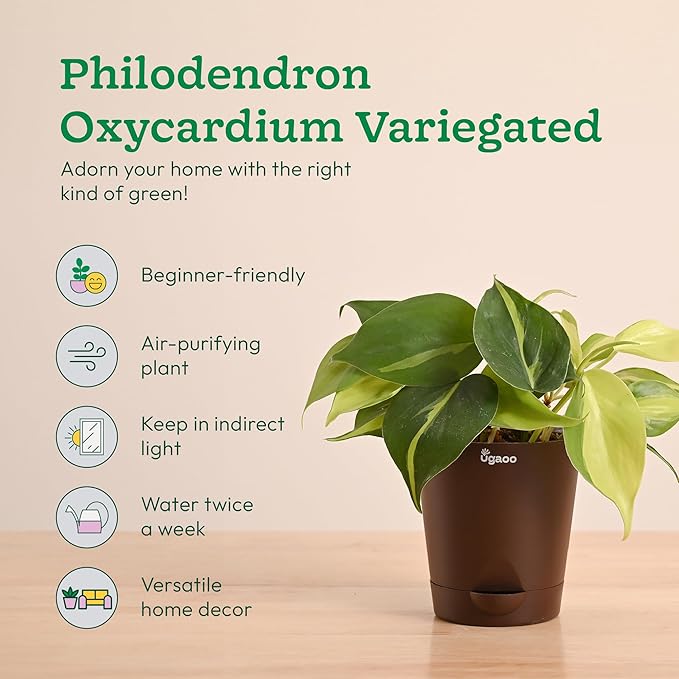 Philodendron
Oxycardium Variegated
Adorn your home with the right
kind of green!
Beginner-friendly
Air-purifying
plant
Keep in indirect
light
Water twice
a week
Versatile
home decor
ugaoo